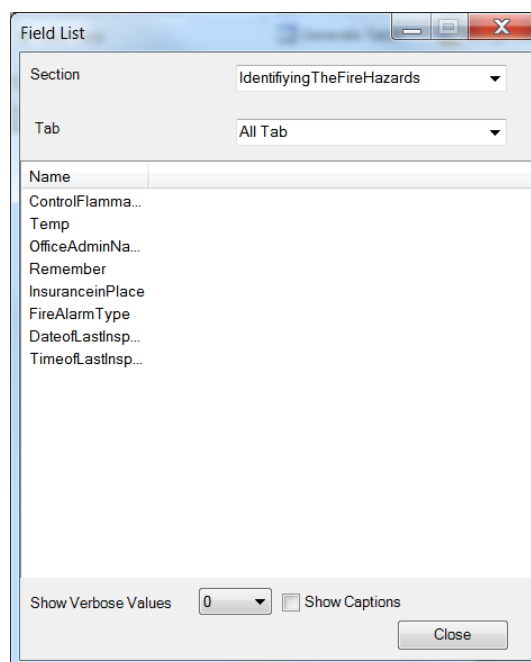 Field List
Section
IdentifiyingTheFireHazards
Tab
All Tab
Name
ControlFlamma...
Temp
OfficeAdminNa...
Remember
InsuranceinPlace
FireAlarmType
DateofLastInsp...
TimeofLastInsp...
Show Verbose Values 0 Show Captions
Close